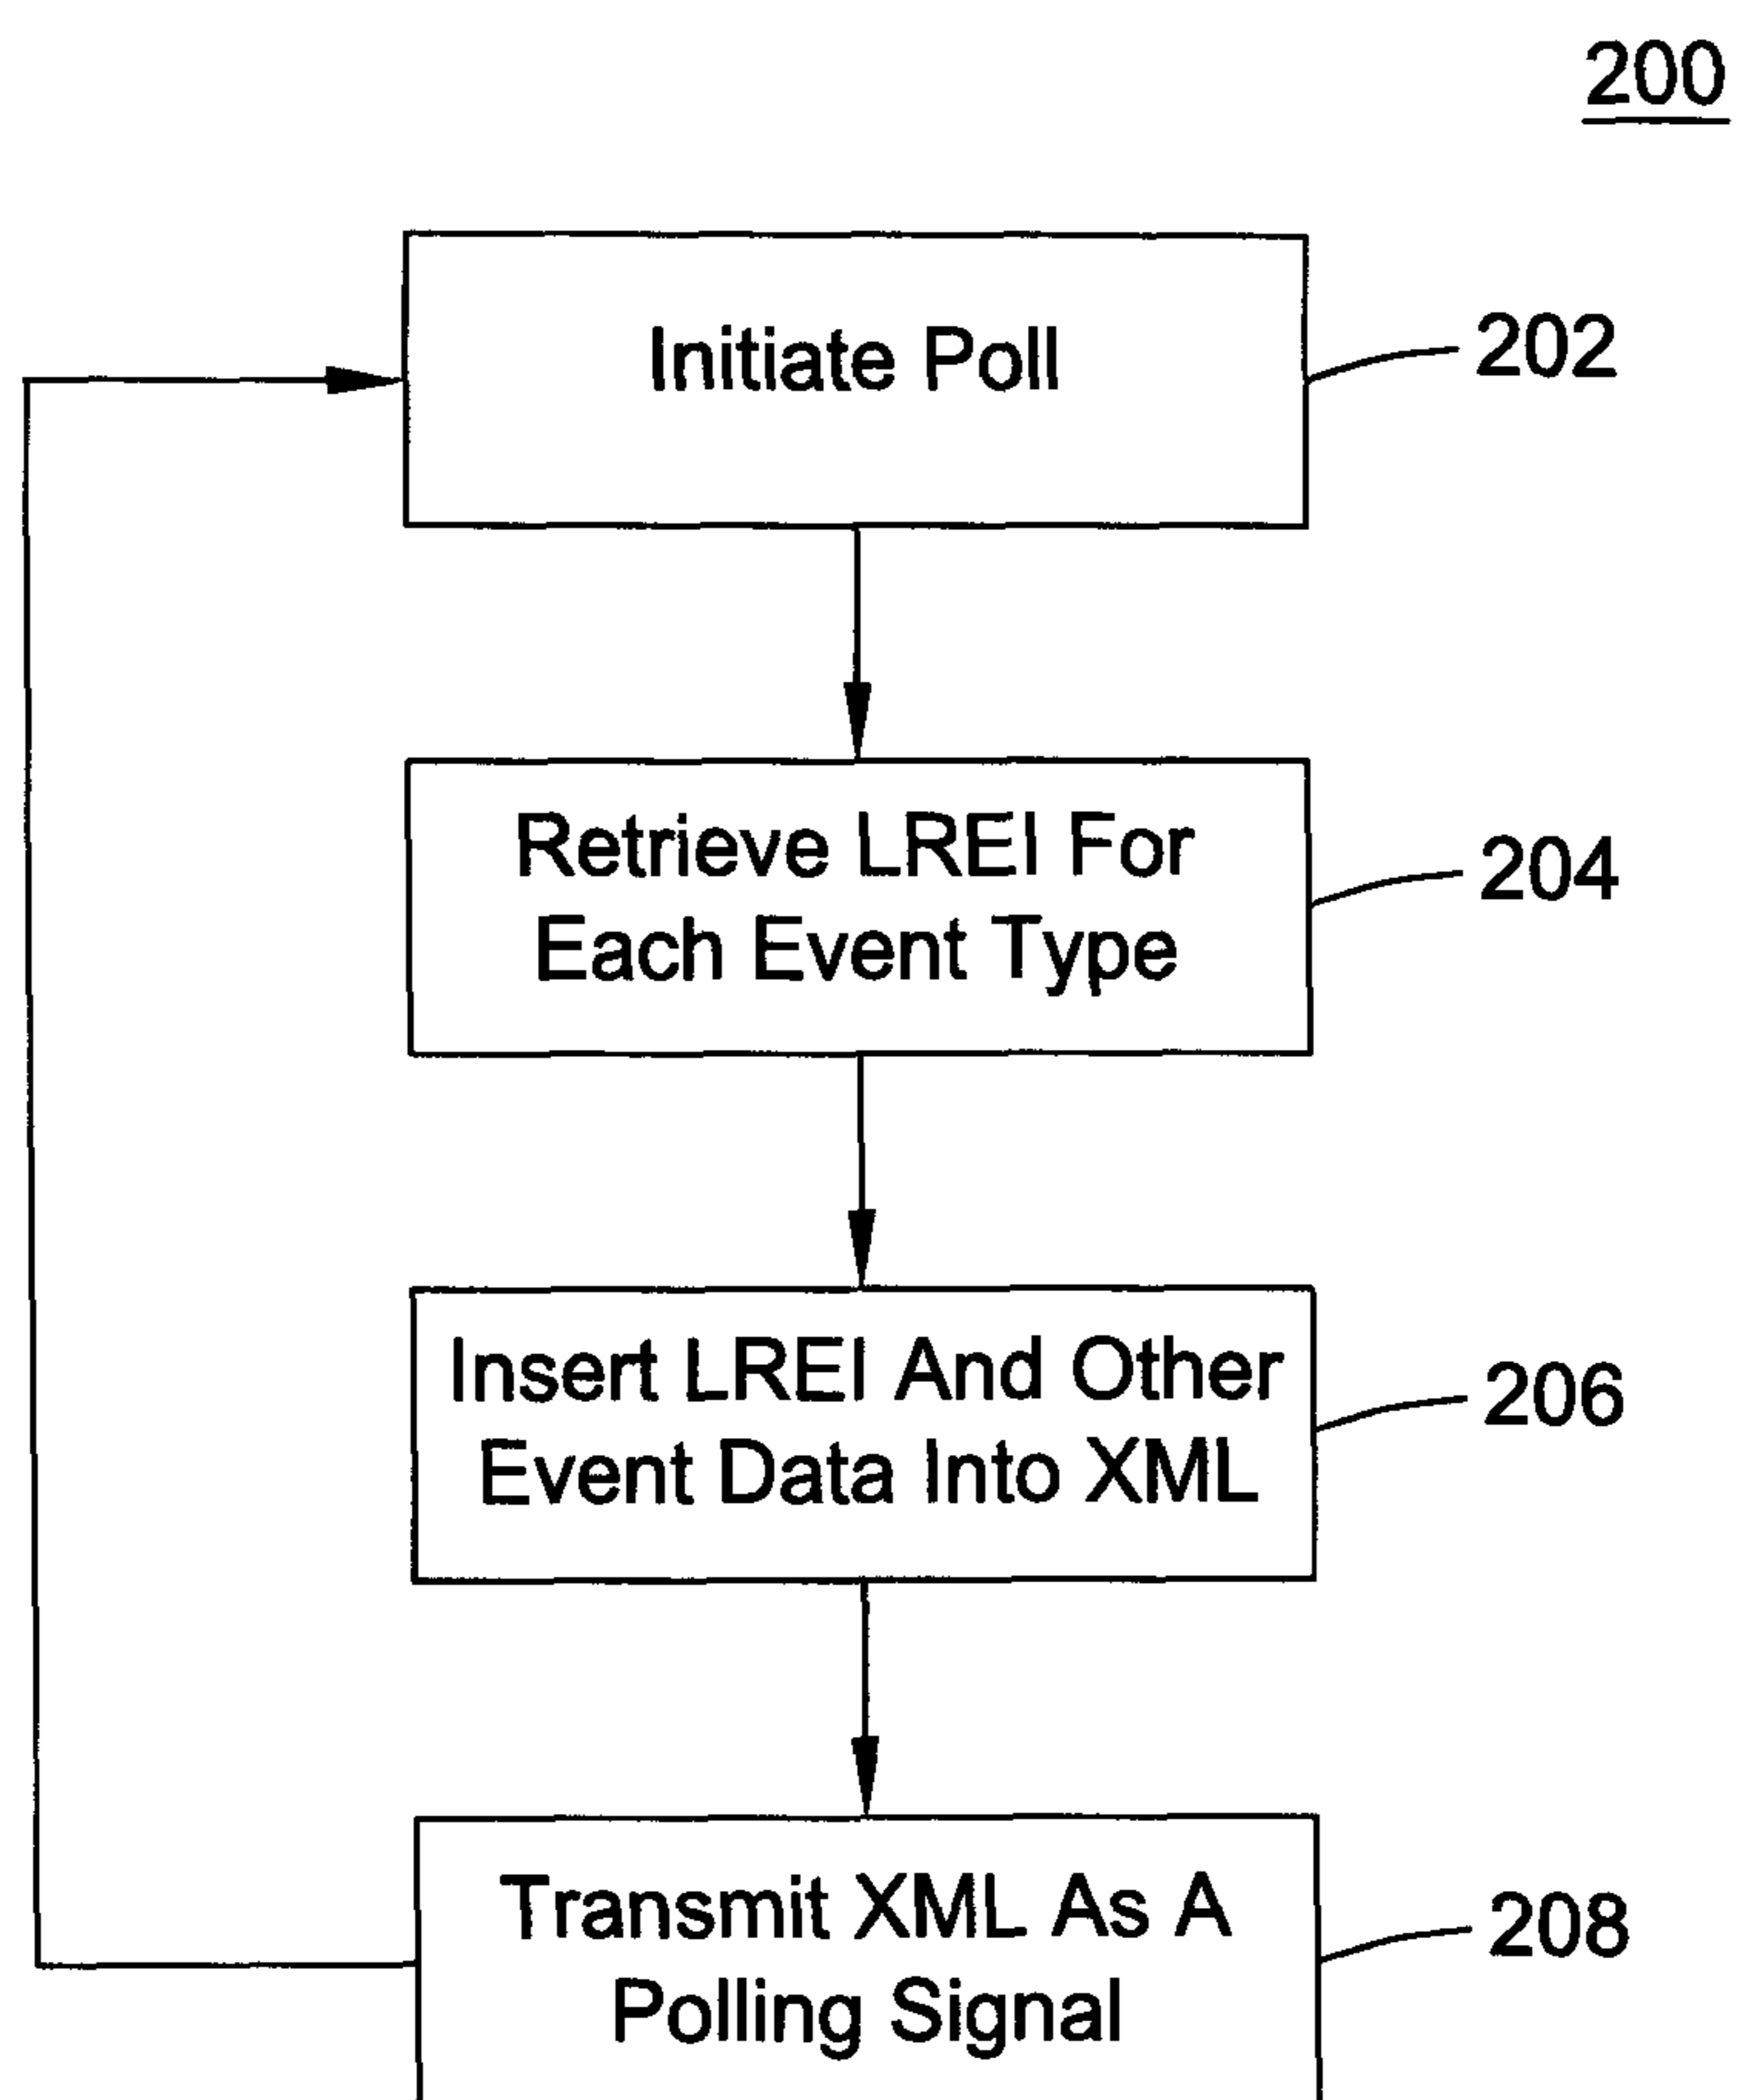 200
Initiate Poll
202
Retrieve LREI For
Each Event Type
204
Insert LREI And Other
Event Data Into XML
206
Transmit XML As A
Polling Signal
208